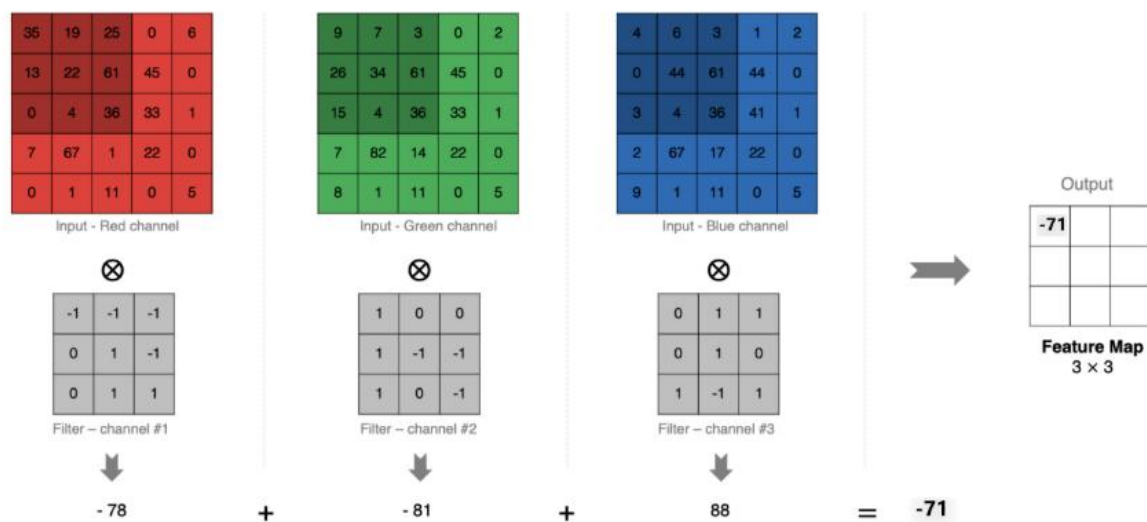 35 19 25 0 6
13 22 61 45 0
0 4 36 33 1
7 67 1 22 0
0 1 11 0 5
Input - Red channel
9 7 3 0 2
26 34 61 45 0
15 4 36 33 1
7 82 14 22 0
8 1 11 0 5
Input - Green channel
4 6 3 1 2
0 44 61 44 0
3 4 36 41 1
2 67 17 22 0
9 1 11 0 5
Input - Blue channel
⊗ ⊗ ⊗
-1 -1 -1
0 1 -1
0 1 1
Filter – channel #1
1 0 0
1 -1 -1
1 0 -1
Filter – channel #2
0 1 1
0 1 0
1 -1 1
Filter – channel #3
Output
-71
Feature Map
3 × 3
- 78 + - 81 + 88 = -71